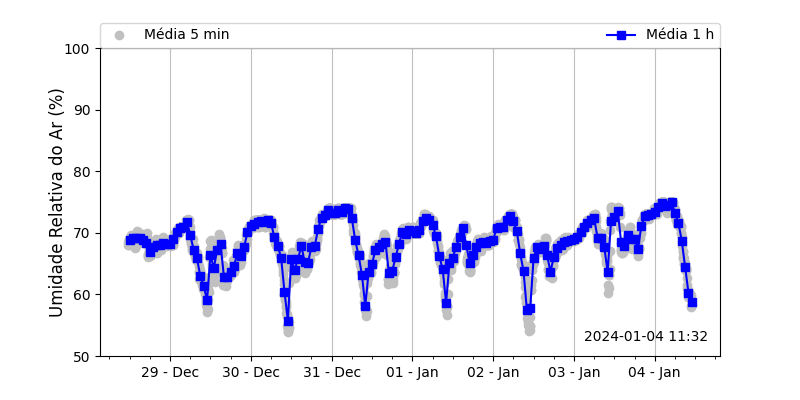 Média 5 min
Média 1 h
Umidade Relativa do Ar (%)
100
90
80
70
60
50
2024-01-04 11:32
29 - Dec
30 - Dec
31 - Dec
01 - Jan
02 - Jan
03 - Jan
04 - Jan